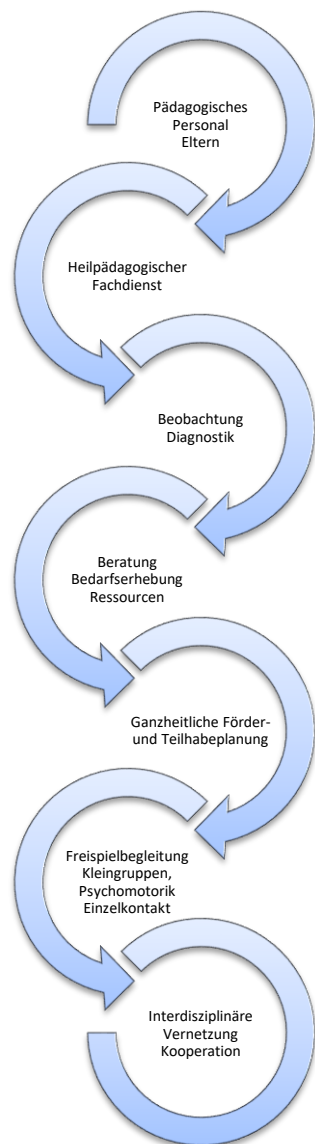 Pädagogisches
Personal
Eltern
Heilpädagogischer
Fachdienst
Beobachtung
Diagnostik
Beratung
Bedarfserhebung
Ressourcen
Ganzheitliche Förder-
und Teilhabeplanung
Freispielbegleitung
Kleingruppen,
Psychomotorik
Einzelkontakt
Interdisziplinäre
Vernetzung
Kooperation